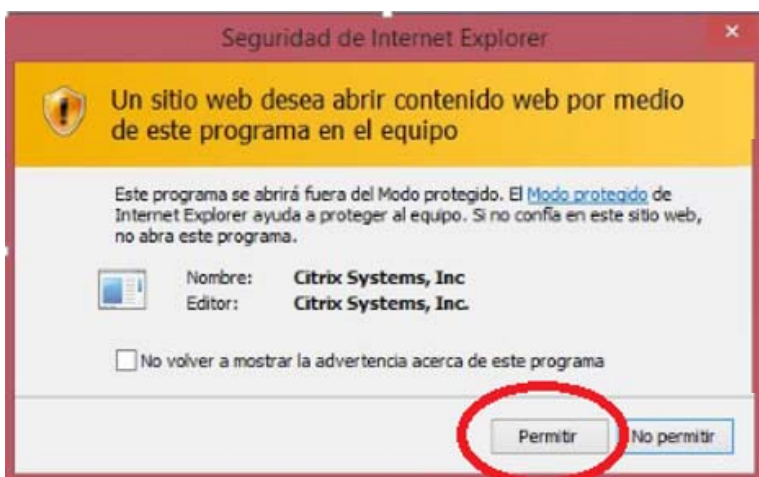 Seguridad de Internet Explorer
Un sitio web desea abrir contenido web por medio
de este programa en el equipo
Este programa se abrirá fuera del Modo protegido. El Modo protegido de
Internet Explorer ayuda a proteger al equipo. Si no confía en este sitio web,
no abra este programa.
Nombre: Citrix Systems, Inc
Editor: Citrix Systems, Inc.
No volver a mostrar la advertencia acerca de este programa
Permitir No permitir